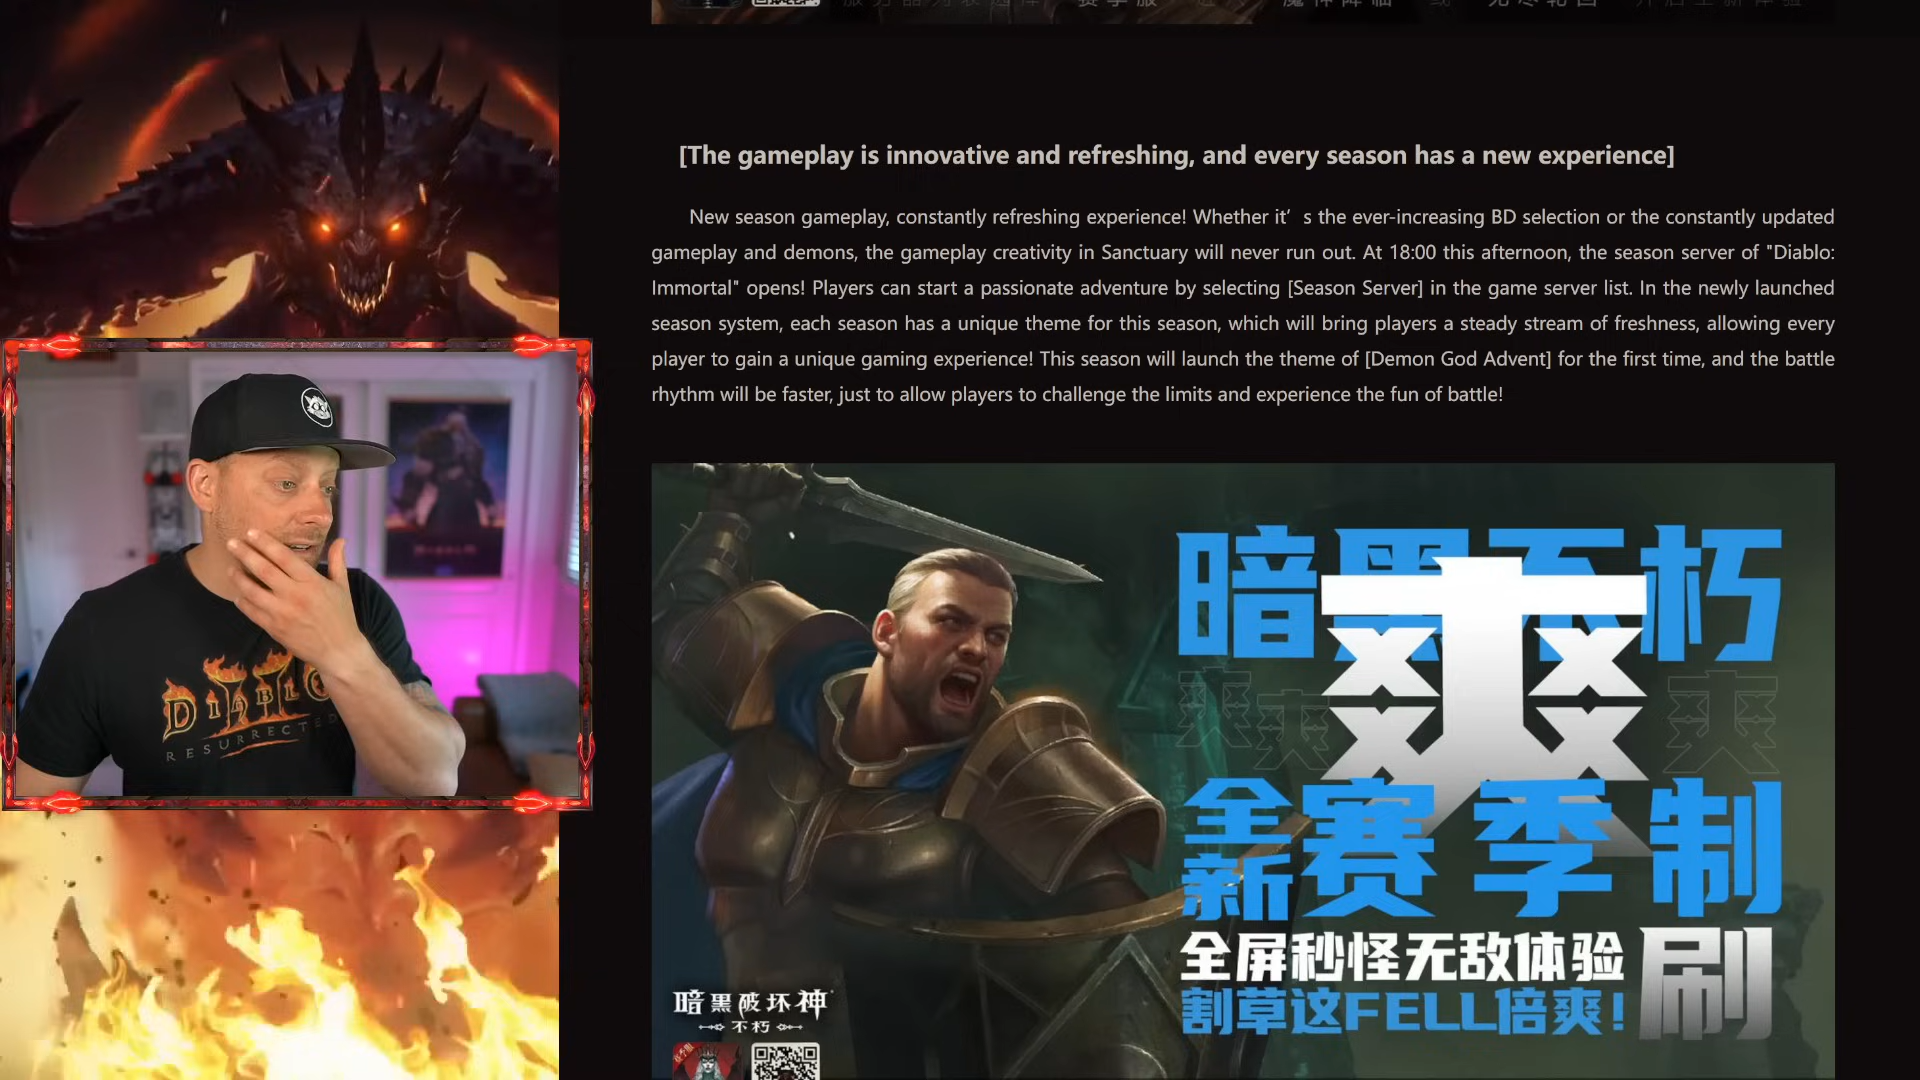 [The gameplay is innovative and refreshing, and every season has a new experience]
New season gameplay, constantly refreshing experience! Whether it’ s the ever-increasing BD selection or the constantly updated
gameplay and demons, the gameplay creativity in Sanctuary will never run out. At 18:00 this afternoon, the season server of "Diablo:
Immortal" opens! Players can start a passionate adventure by selecting [Season Server] in the game server list. In the newly launched
season system, each season has a unique theme for this season, which will bring players a steady stream of freshness, allowing every
player to gain a unique gaming experience! This season will launch the theme of [Demon God Advent] for the first time, and the battle
rhythm will be faster, just to allow players to challenge the limits and experience the fun of battle!
DIABLO
II
RESURRECTED
暗黑不朽
爽
爽爽 爽
全新赛季制
全屏秒怪无敌体验
刷
割草这FELL倍爽!
暗黑破坏神
不朽